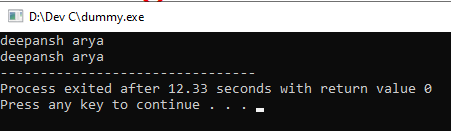 D:\Dev C\dummy.exe
deepansh arya
deepansh arya
--------------------------------
Process exited after 12.33 seconds with return value 0
Press any key to continue . . .